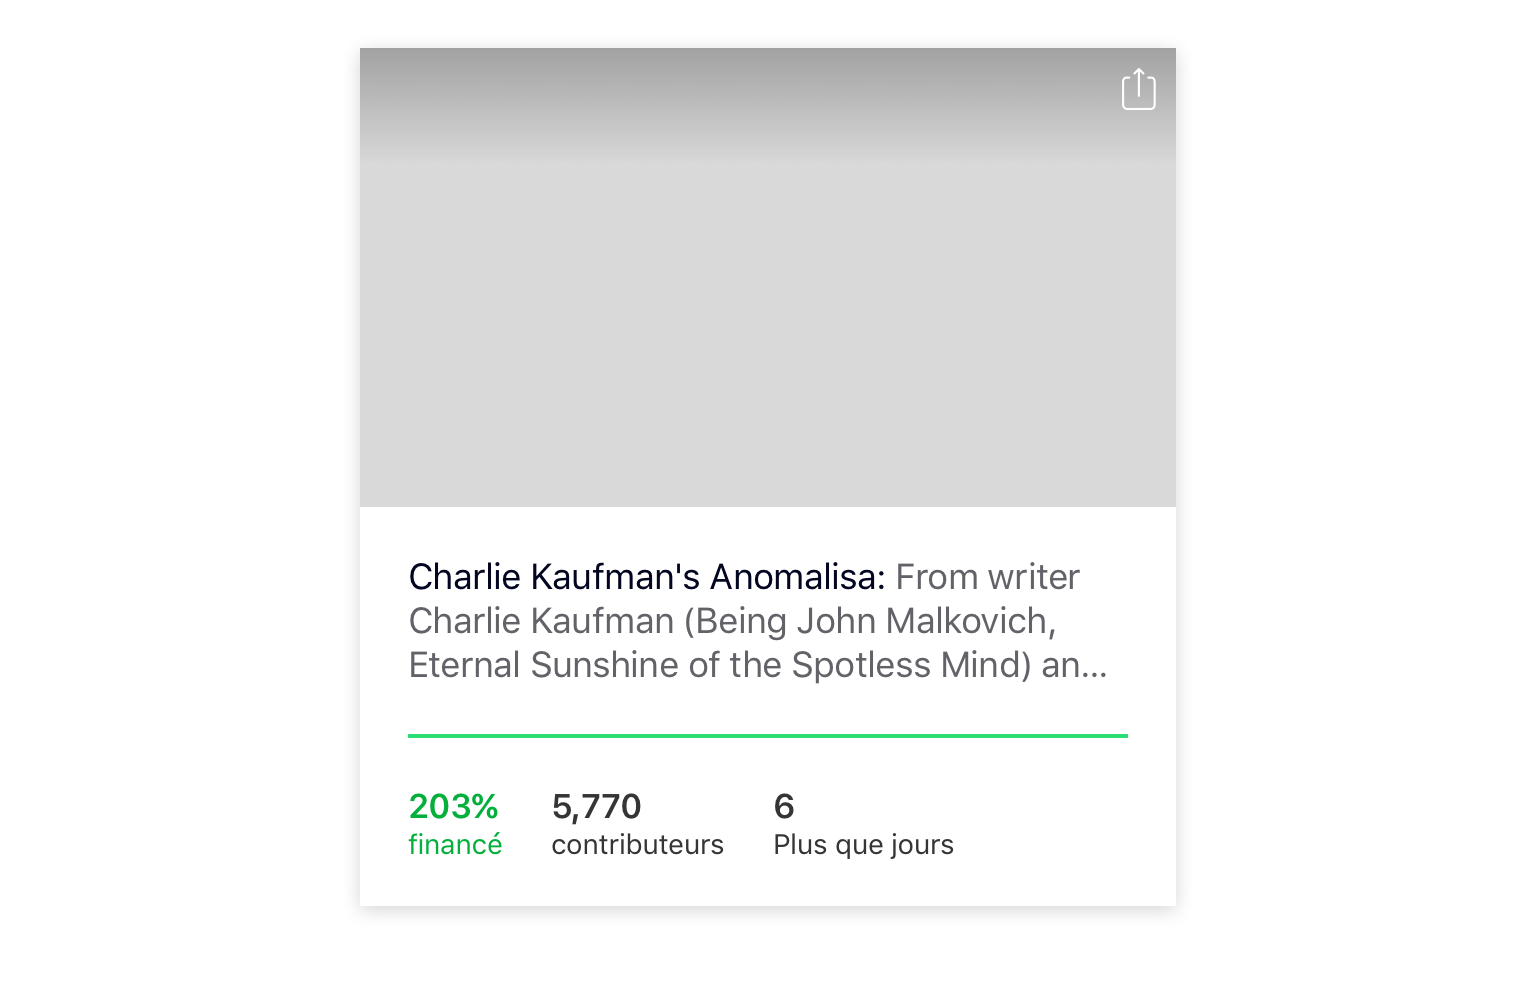 Charlie Kaufman's Anomalisa: From writer
Charlie Kaufman (Being John Malkovich,
Eternal Sunshine of the Spotless Mind) an...
203%
financé
5,770
contributeurs
6
Plus que jours